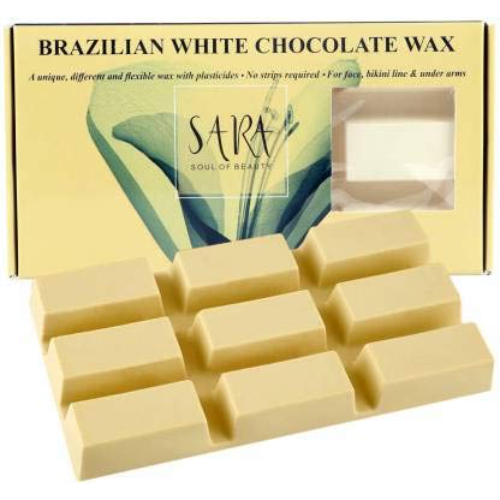 BRAZILIAN WHITE CHOCOLATE WAX
A unique, different and flexible wax with plasticides • No strips required • For face, bikini line & under arms
SARA
SOUL OF BEAUTY